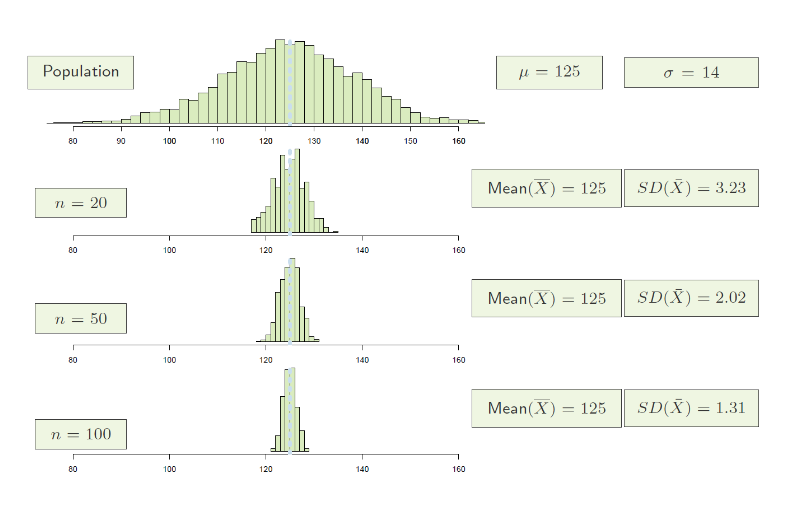 Population
μ = 125
σ = 14
80 90 100 110 120 130 140 150 160
n = 20
Mean(X̅) = 125
SD(X̄) = 3.23
80 100 120 140 160
n = 50
Mean(X̅) = 125
SD(X̄) = 2.02
80 100 120 140 160
n = 100
Mean(X̅) = 125
SD(X̄) = 1.31
80 100 120 140 160